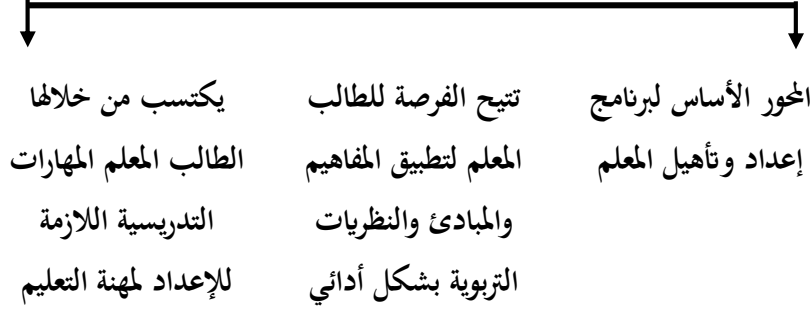 المحور الأساس لبرنامج
إعداد وتأهيل المعلم
تتيح الفرصة للطالب
المعلم لتطبيق المفاهيم
والمبادئ والنظريات
التربوية بشكل أدائي
يكتسب من خلالها
الطالب المعلم المهارات
التدريسية اللازمة
للإعداد لمهنة التعليم